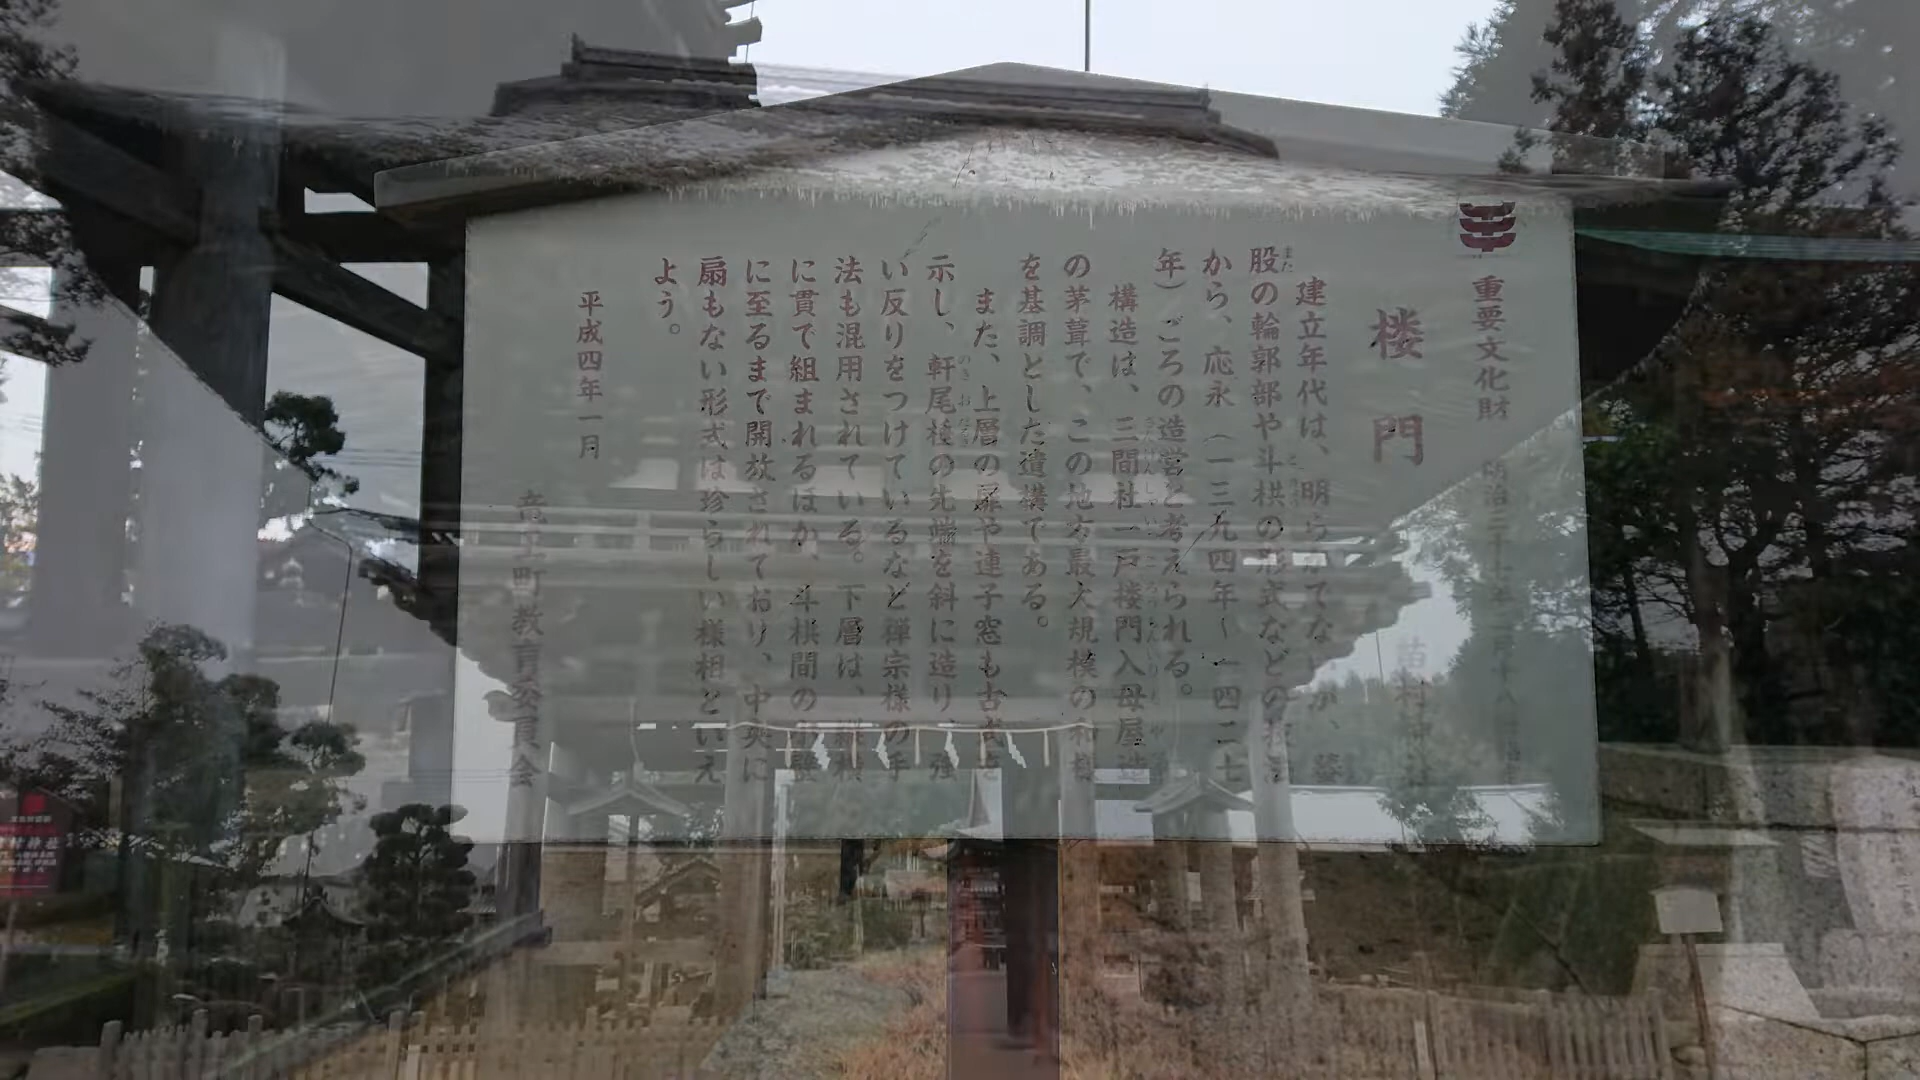 重要文化財
楼門
建立年代は、明ら
股の輪郭部や斗栱の形式などの
から、応永（一三九四年〜一四二七
年）ごろの造営と考えられる。
構造は、三間社一戸楼門入母屋造
の茅葺で、この地方最大規模の和様
を基調とした遺構である。
また、上層の扉や連子窓も古式を
示し、軒尾棰の先端を斜に造り強
い反りをつけているなど禅宗様の手
法も混用されている。下層は、
に貫で組まれるほか、斗栱間の小壁
に至るまで開放されており、中央に
扇もない形式は珍らしい様相といえ
よう。
平成四年一月
竜王町教育委員会